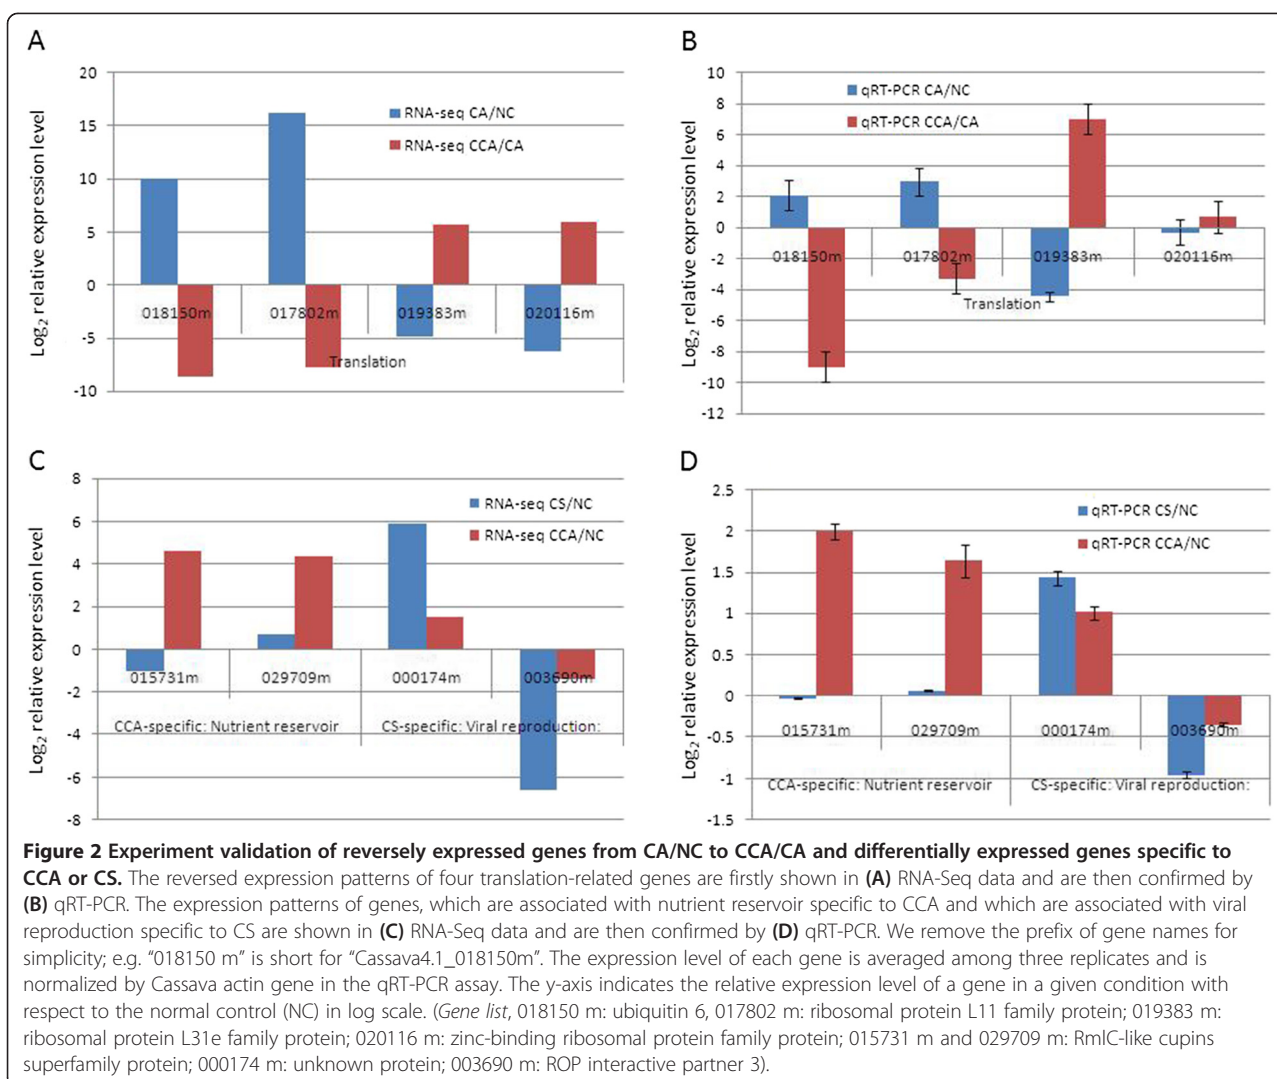 A
20
15
10
5
0
-5
-10
Log2 relative expression level
RNA-seq CA/NC
RNA-seq CCA/CA
018150m
017802m
019383m
020116m
Translation
B
10
8
6
4
2
0
-2
-4
-6
-8
-10
-12
Log2 relative expression level
qRT-PCR CA/NC
qRT-PCR CCA/CA
018150m
017802m
019383m
020116m
Translation
C
8
6
4
2
0
-2
-4
-6
-8
Log2 relative expression level
RNA-seq CS/NC
RNA-seq CCA/NC
015731m
029709m
000174m
003690m
CCA-specific: Nutrient reservoir
CS-specific: Viral reproduction:
D
2.5
2
1.5
1
0.5
0
-0.5
-1
-1.5
Log2 relative expression level
qRT-PCR CS/NC
qRT-PCR CCA/NC
015731m
029709m
000174m
003690m
CCA-specific: Nutrient reservoir
CS-specific: Viral reproduction:
Figure 2 Experiment validation of reversely expressed genes from CA/NC to CCA/CA and differentially expressed genes specific to
CCA or CS. The reversed expression patterns of four translation-related genes are firstly shown in (A) RNA-Seq data and are then confirmed by
(B) qRT-PCR. The expression patterns of genes, which are associated with nutrient reservoir specific to CCA and which are associated with viral
reproduction specific to CS are shown in (C) RNA-Seq data and are then confirmed by (D) qRT-PCR. We remove the prefix of gene names for
simplicity; e.g. “018150 m” is short for “Cassava4.1_018150m”. The expression level of each gene is averaged among three replicates and is
normalized by Cassava actin gene in the qRT-PCR assay. The y-axis indicates the relative expression level of a gene in a given condition with
respect to the normal control (NC) in log scale. (Gene list, 018150 m: ubiquitin 6, 017802 m: ribosomal protein L11 family protein; 019383 m:
ribosomal protein L31e family protein; 020116 m: zinc-binding ribosomal protein family protein; 015731 m and 029709 m: RmlC-like cupins
superfamily protein; 000174 m: unknown protein; 003690 m: ROP interactive partner 3).